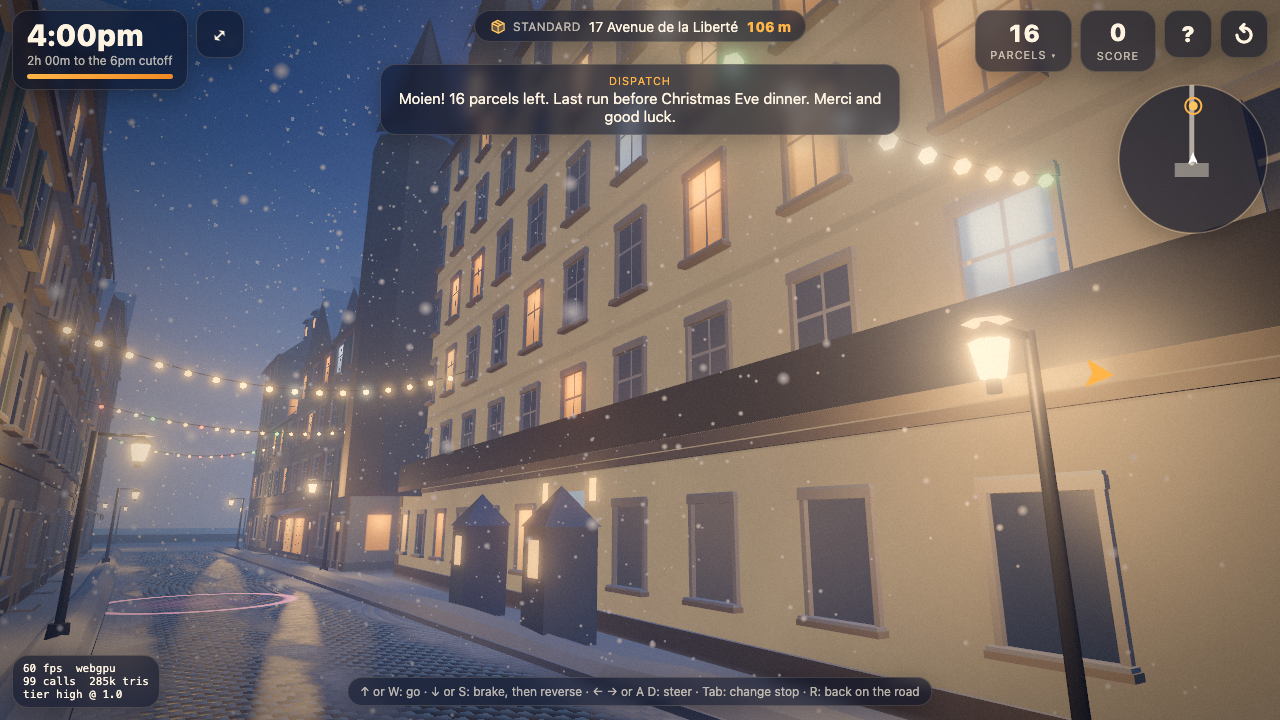 4:00pm
2h 00m to the 6pm cutoff
STANDARD 17 Avenue de la Liberté 106 m
16
PARCELS
0
SCORE
?
DISPATCH
Moien! 16 parcels left. Last run before Christmas Eve dinner. Merci and
good luck.
60 fps webgpu
99 calls 285k tris
tier high @ 1.0
↑ or W: go · ↓ or S: brake, then reverse · ← → or A D: steer · Tab: change stop · R: back on the road